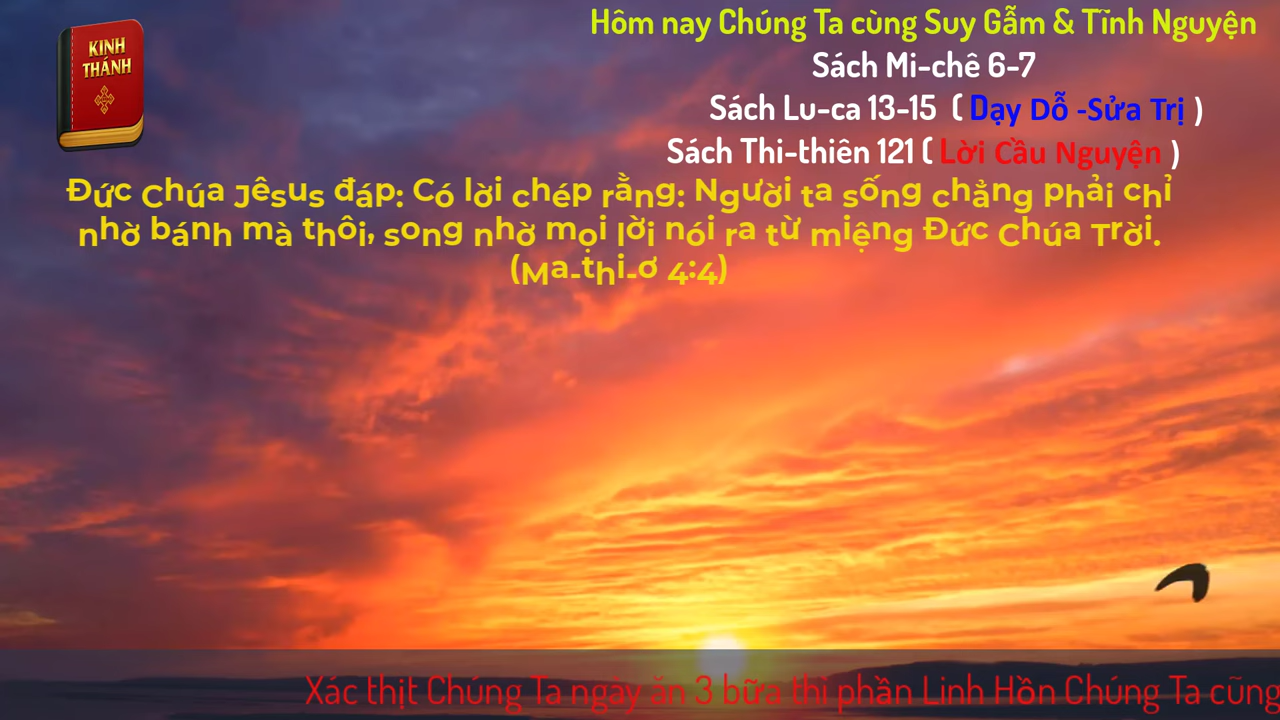 KINH
THÁNH
Hôm nay Chúng Ta cùng Suy Gẫm & Tĩnh Nguyện
Sách Mi-chê 6-7
Sách Lu-ca 13-15 ( Dạy Dỗ -Sửa Trị )
Sách Thi-thiên 121 ( Lời Cầu Nguyện )
Đức Chúa Jêsus đáp: Có lời chép rằng: Người ta sống chẳng phải chỉ
nhờ bánh mà thôi, song nhờ mọi lời nói ra từ miệng Đức Chúa Trời.
(Ma-thi-ơ 4:4)
Xác thịt Chúng Ta ngày ăn 3 bữa thì phần Linh Hồn Chúng Ta cũng